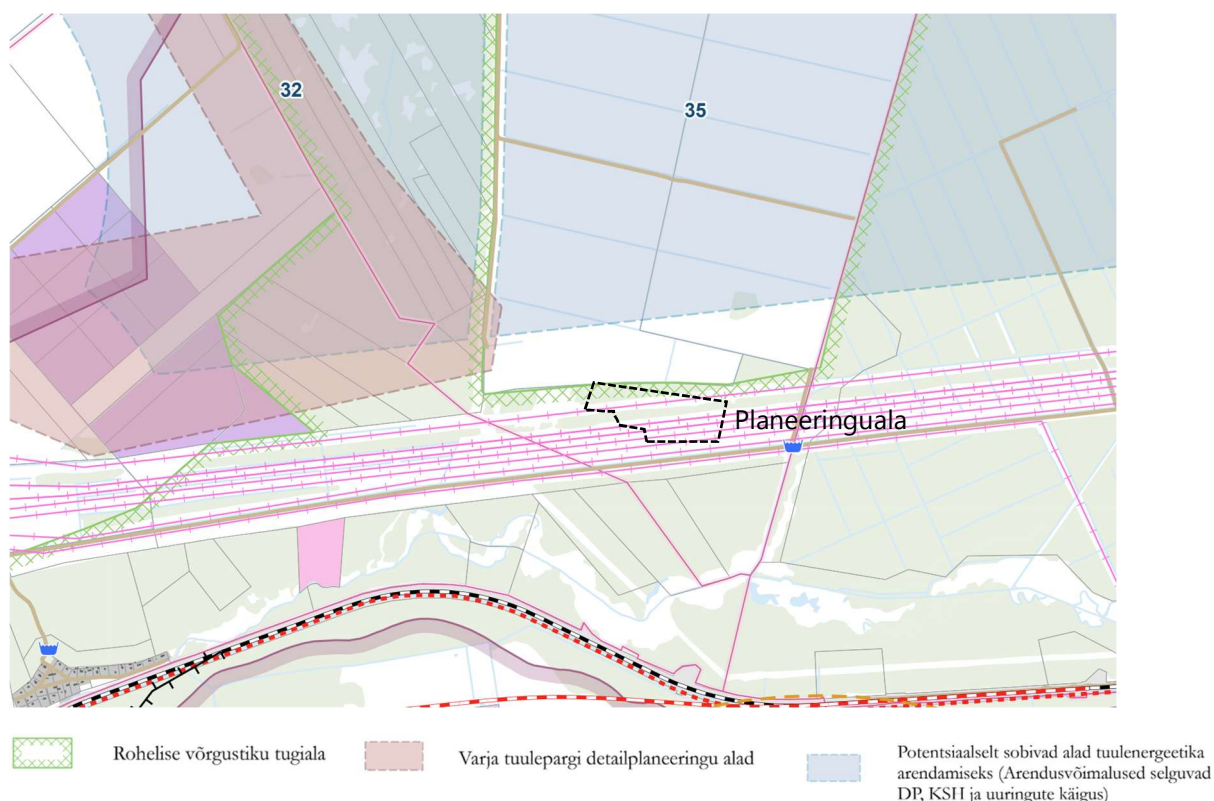 32
35
Planeeringuala
Rohelise võrgustiku tugiala
Varja tuulepargi detailplaneeringu alad
Potentsiaalselt sobivad alad tuulenergeetika
arendamiseks (Arendusvõimalused selguvad
DP, KSH ja uuringute käigus)